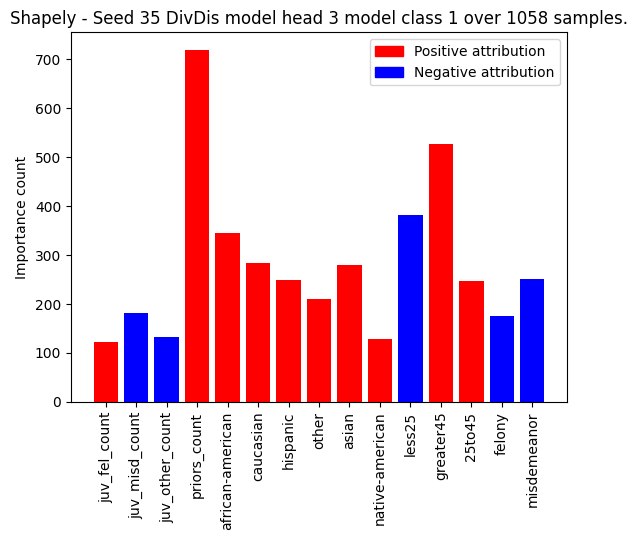 Shapely - Seed 35 DivDis model head 3 model class 1 over 1058 samples.
Positive attribution
Negative attribution
Importance count
700
600
500
400
300
200
100
0
juv_fel_count
juv_misd_count
juv_other_count
priors_count
african-american
caucasian
hispanic
other
asian
native-american
less25
greater45
25to45
felony
misdemeanor